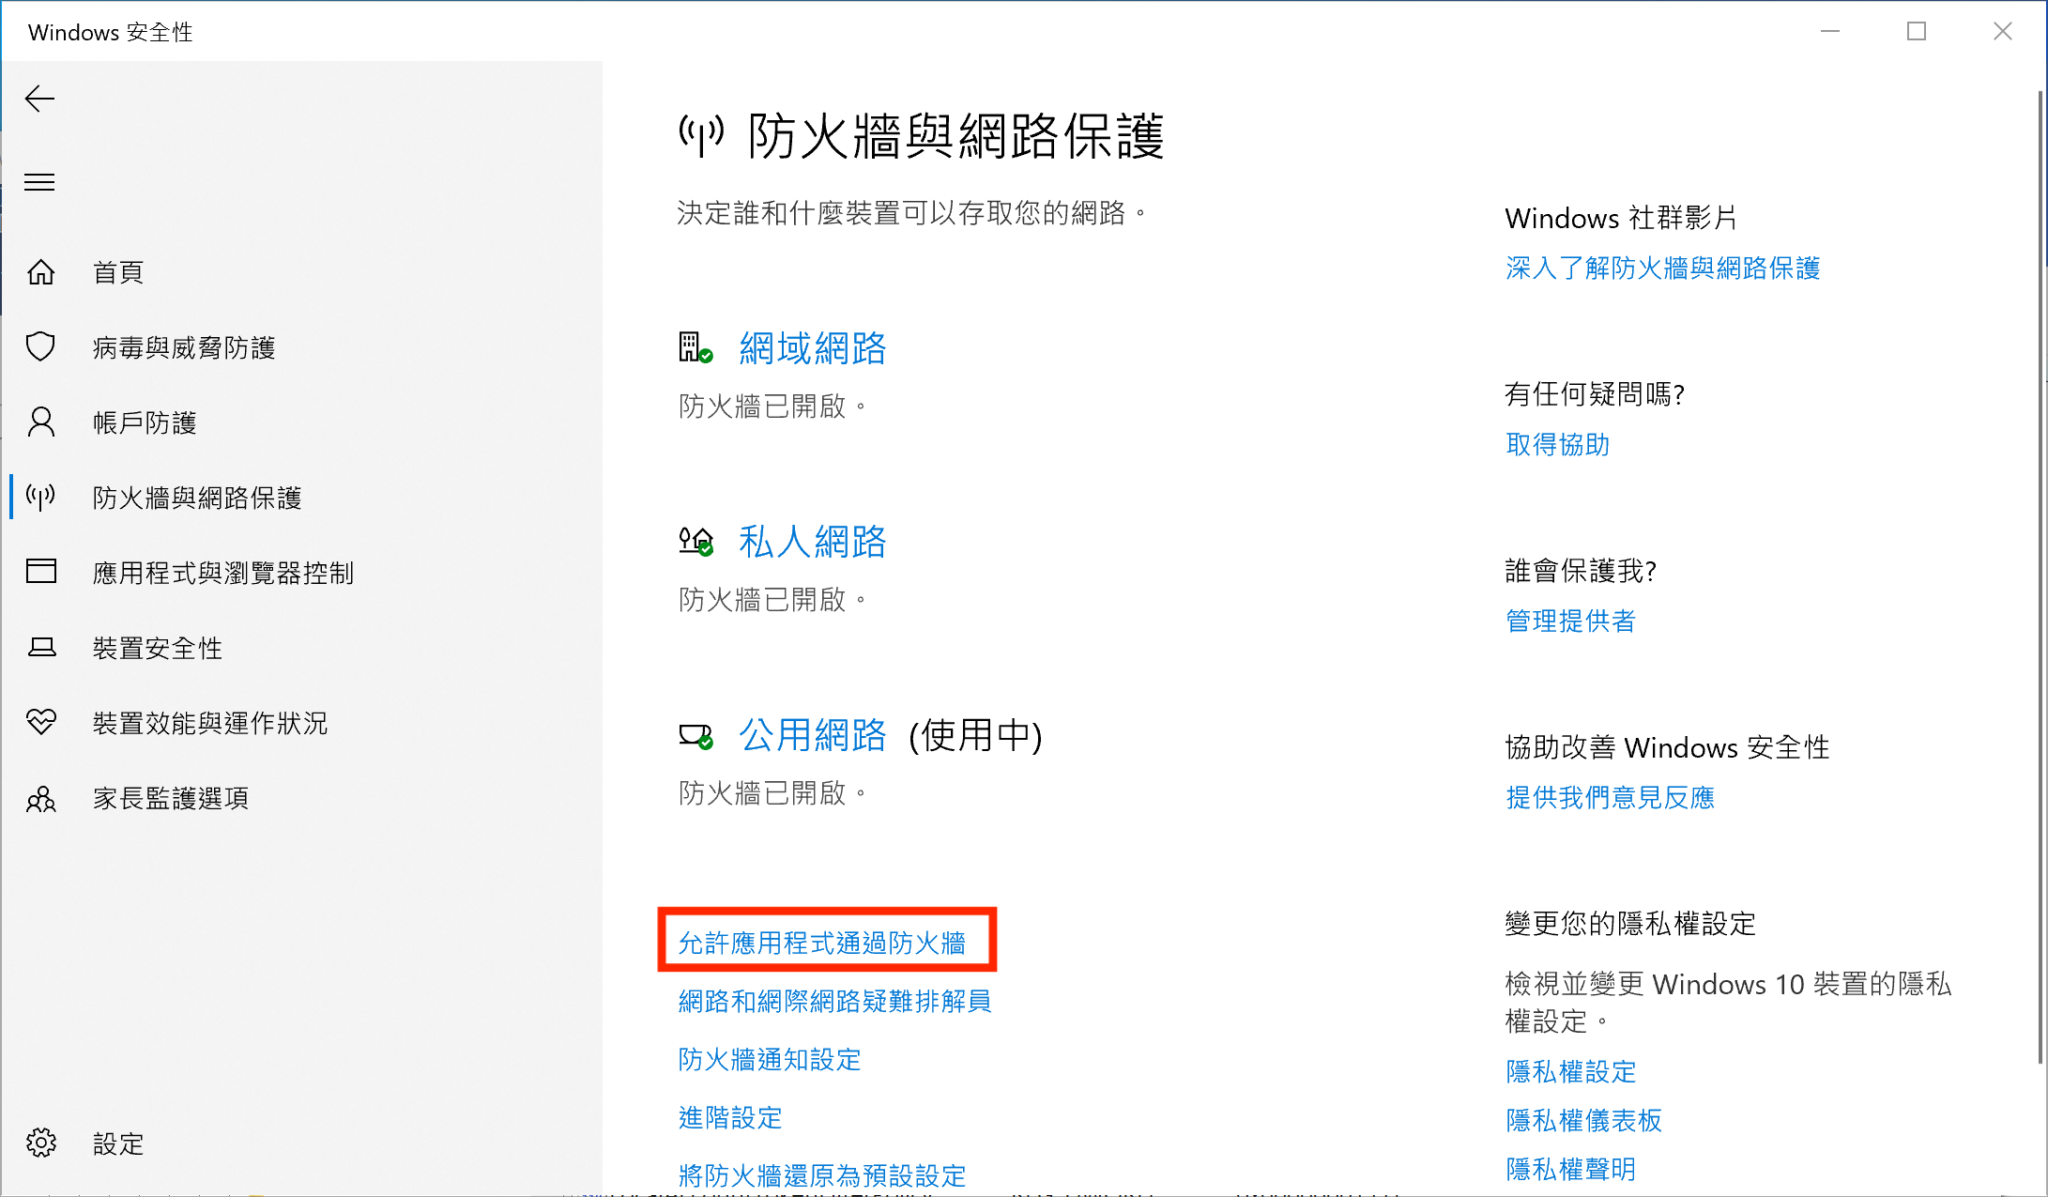 Windows 安全性
首頁
病毒與威脅防護
帳戶防護
防火牆與網路保護
應用程式與瀏覽器控制
裝置安全性
裝置效能與運作狀況
家長監護選項
設定
防火牆與網路保護
決定誰和什麼裝置可以存取您的網路。
網域網路
防火牆已開啟。
私人網路
防火牆已開啟。
公用網路 (使用中)
防火牆已開啟。
允許應用程式通過防火牆
網路和網際網路疑難排解員
防火牆通知設定
進階設定
將防火牆還原為預設設定
Windows 社群影片
深入了解防火牆與網路保護
有任何疑問嗎?
取得協助
誰會保護我?
管理提供者
協助改善 Windows 安全性
提供我們意見反應
變更您的隱私權設定
檢視並變更 Windows 10 裝置的隱私
權設定。
隱私權設定
隱私權儀表板
隱私權聲明